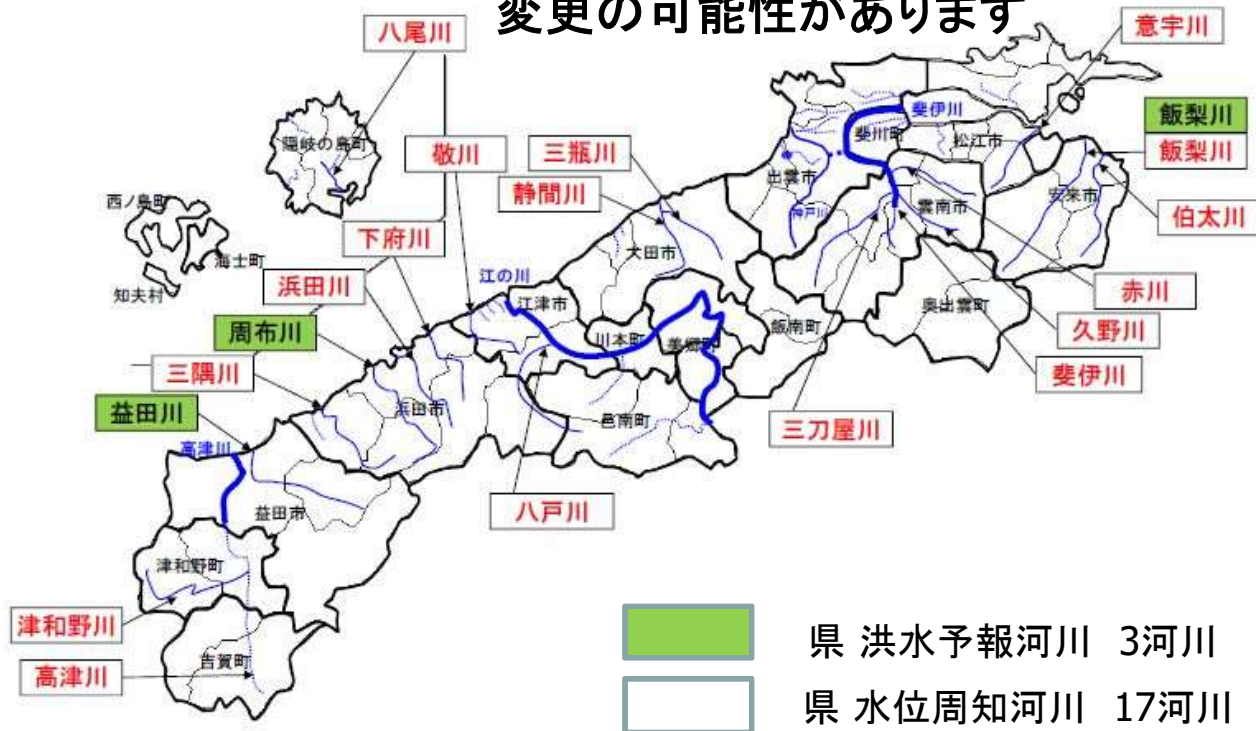 変更の可能性があります
八尾川
意宇川
飯梨川
斐伊川
隠岐の島町
敬川
三瓶川
斐川町
松江市
飯梨川
静間川
出雲市
安来市
西ノ島町
雲南市
伯太川
神戸川
下府川
大田市
海士町
浜田川
江の川
知夫村
江津市
赤川
奥出雲町
周布川
飯南町
久野川
川本町
美郷町
三隅川
斐伊川
益田川
浜田市
邑南町
三刀屋川
高津川
八戸川
益田市
津和野町
津和野川
吉賀町
高津川
県 洪水予報河川 3河川
県 水位周知河川 17河川